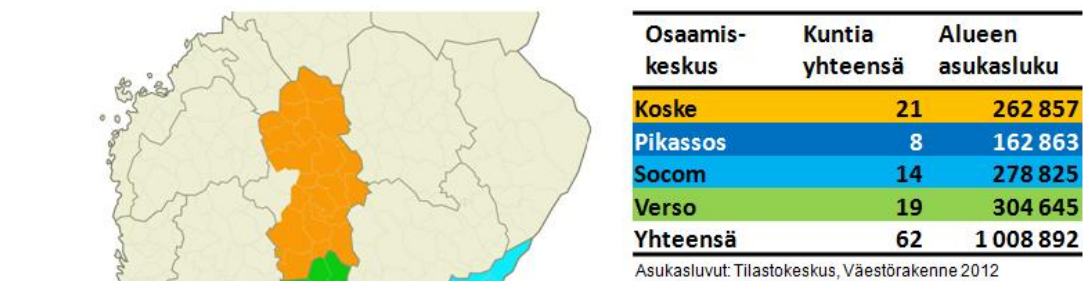 Osaamis- Kuntia Alueen
keskus yhteensä asukasluku
Koske 21 262 857
Pikassos 8 162 863
Socom 14 278 825
Verso 19 304 645
Yhteensä 62 1 008 892
Asukasluvut: Tilastokeskus, Väestörakenne 2012